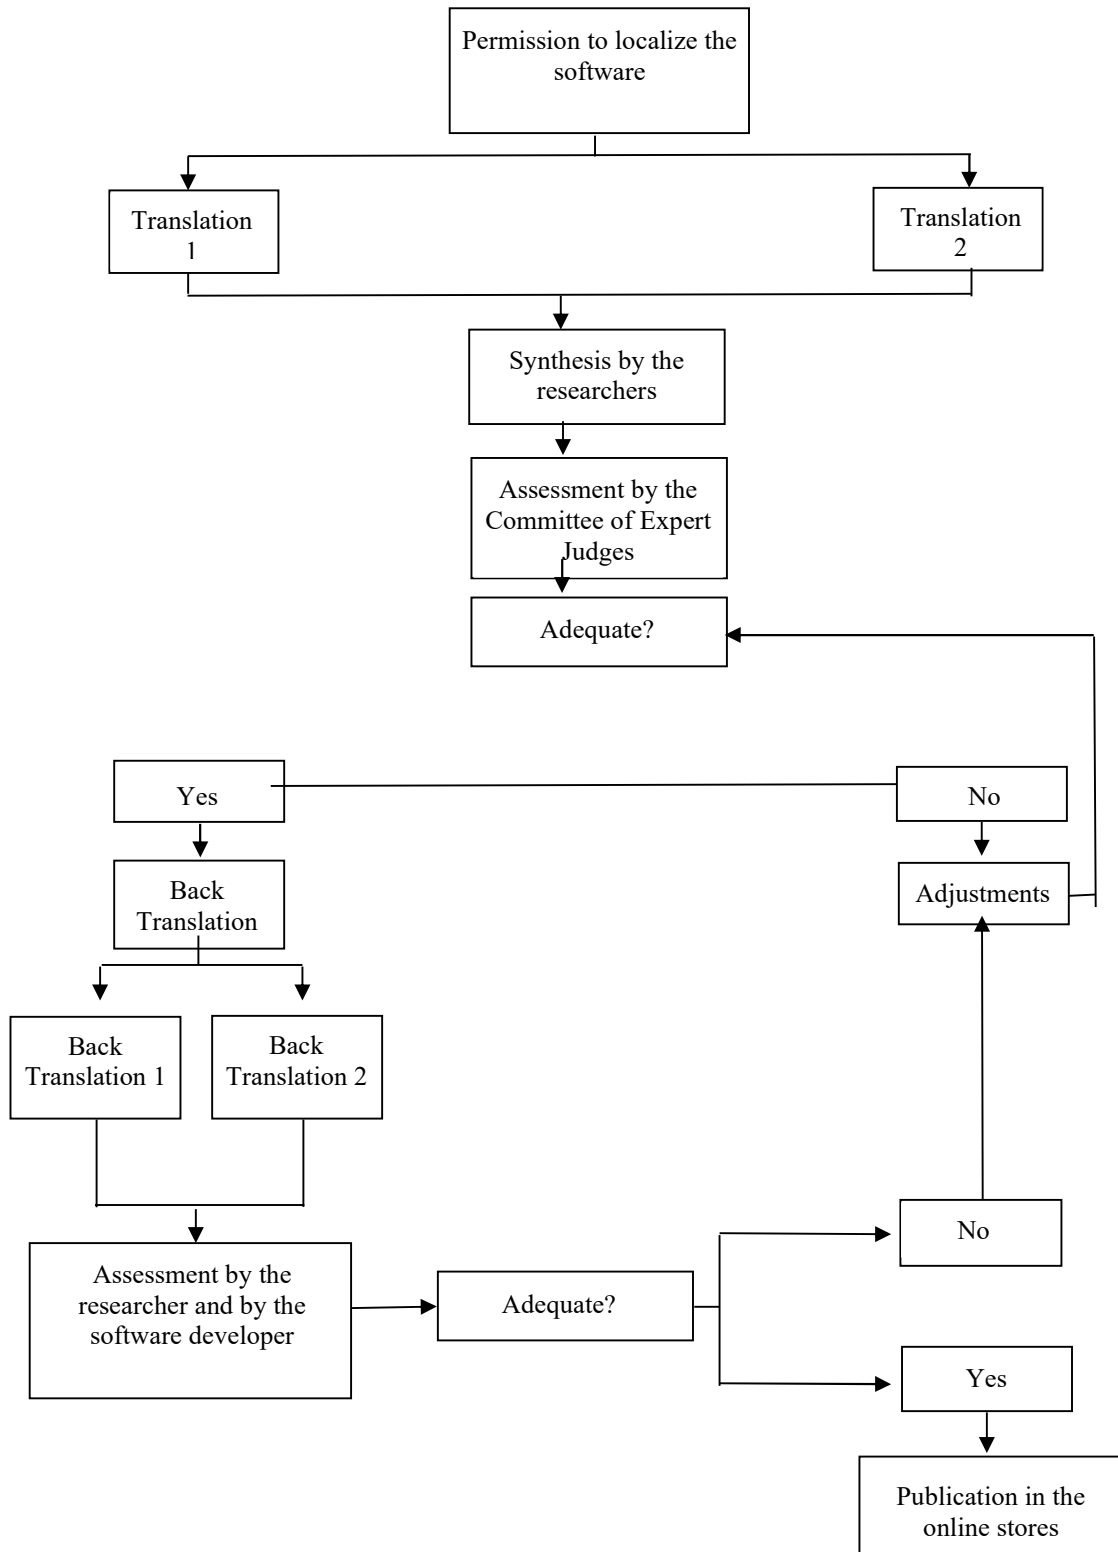 Permission to localize the
software
Translation
1
Translation
2
Synthesis by the
researchers
Assessment by the
Committee of Expert
Judges
Adequate?
Yes
No
Back
Translation
Adjustments
Back
Translation 1
Back
Translation 2
No
Assessment by the
researcher and by the
software developer
Adequate?
Yes
Publication in the
online stores